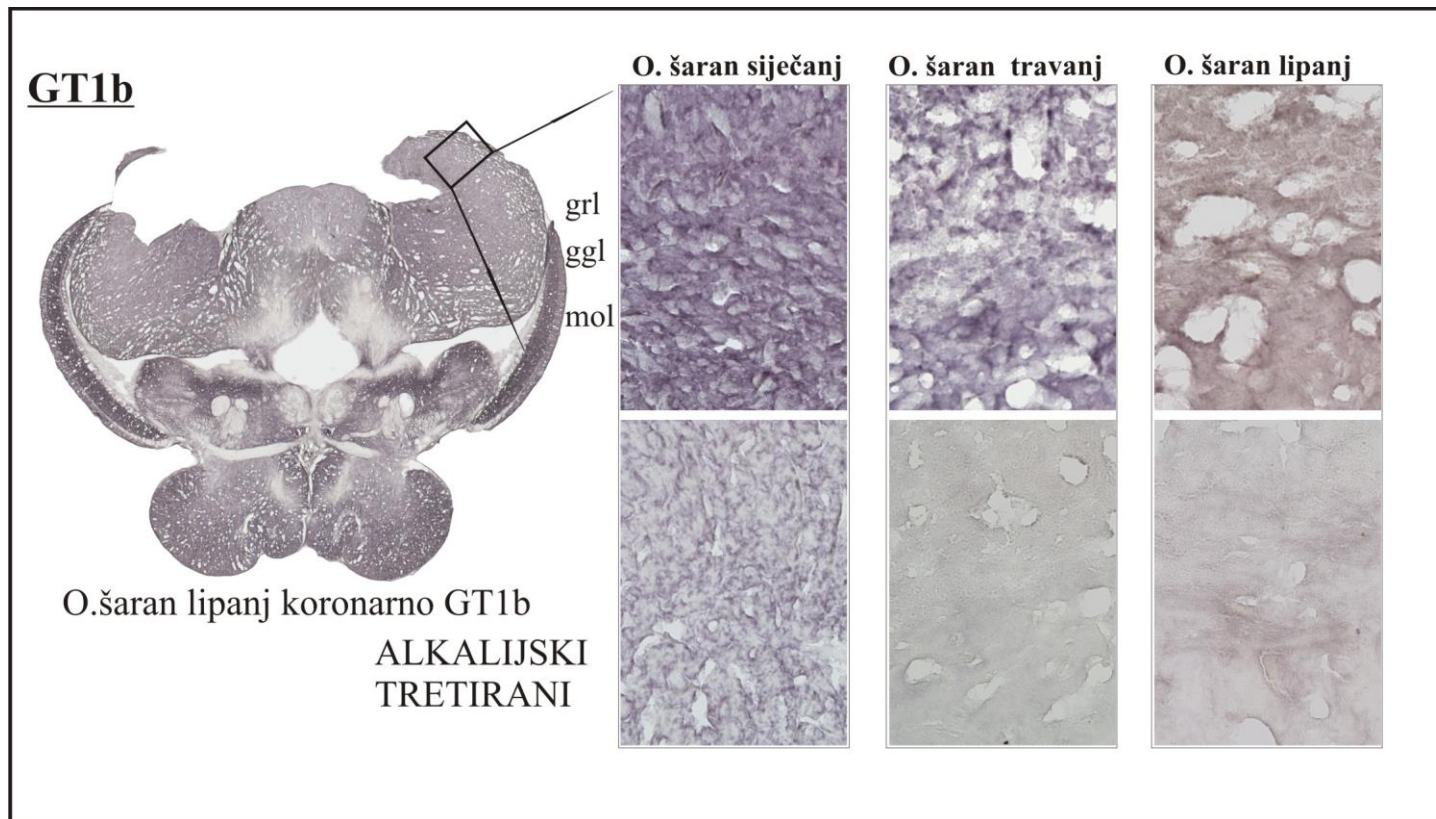 GT1b
O. šaran siječanj
O. šaran travanj
O. šaran lipanj
grl
ggl
mol
O.šaran lipanj koronarno GT1b
ALKALIJSKI
TRETIRANI